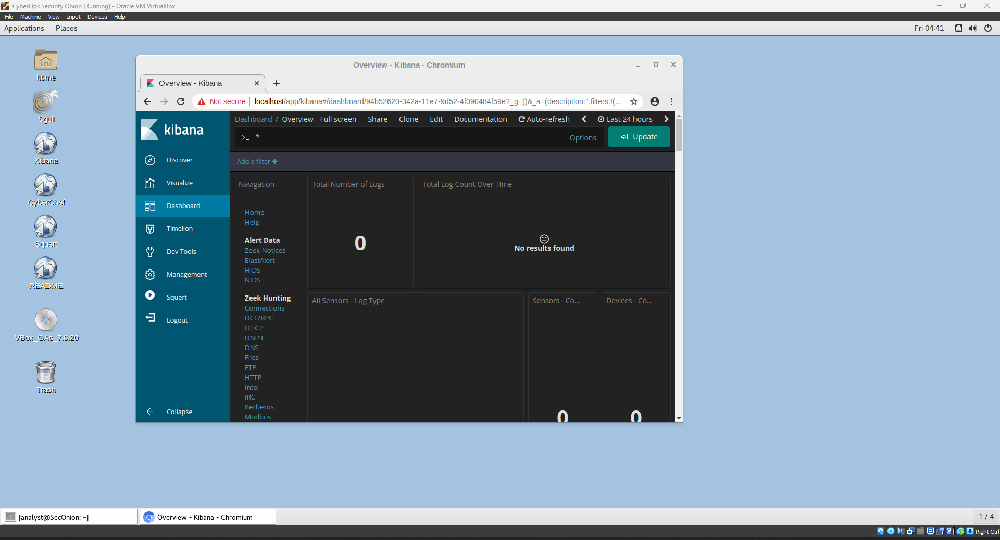 CyberOps Security Onion [Running] - Oracle VM VirtualBox
File Machine View Input Devices Help
Applications Places Fri 04:41
home
Sguil
Kibana
CyberChef
Squert
README
VBox_GAs_7.0.20
Trash
Overview - Kibana - Chromium
Overview - Kibana
Not secure localhost/app/kibana#/dashboard/94b52620-342a-11e7-9d52-4f090484f59e?_g=()&_a=(description:'',filters:!(...
kibana
Discover
Visualize
Dashboard
Timelion
Dev Tools
Management
Squert
Logout
Collapse
Dashboard / Overview Full screen Share Clone Edit Documentation Auto-refresh Last 24 hours
>_ * Options Update
Add a filter +
Navigation
Home
Help
Alert Data
Zeek Notices
ElastAlert
HIDS
NIDS
Zeek Hunting
Connections
DCE/RPC
DHCP
DNP3
DNS
Files
FTP
HTTP
Intel
IRC
Kerberos
Modbus
Total Number of Logs
0
Total Log Count Over TIme
No results found
All Sensors - Log Type
Sensors - Co...
0
Devices - Co...
0
[analyst@SecOnion: ~] Overview - Kibana - Chromium 1 / 4
Right Ctrl